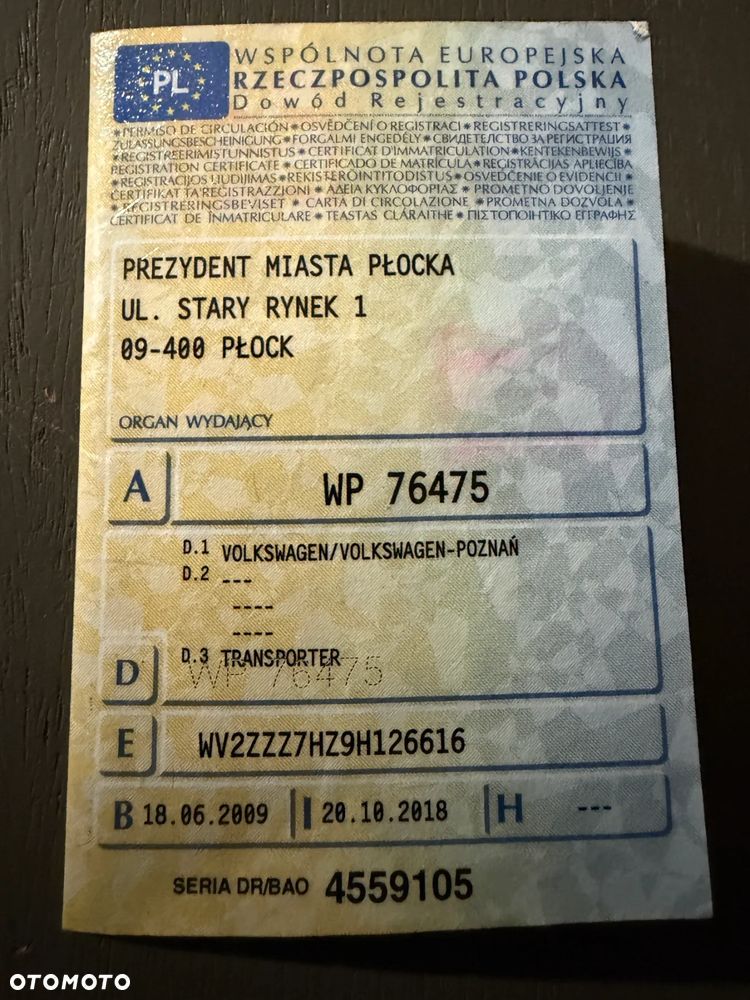 PL
WSPÓLNOTA EUROPEJSKA
RZECZPOSPOLITA POLSKA
Dowód Rejestracyjny
* PERMISO DE CIRCULACIÓN * OSVĚDČENÍ O REGISTRACI * REGISTRERINGSATTEST *
ZULASSUNGSBESCHEINIGUNG * FORGALMI ENGEDÉLY * СВИДЕТЕЛСТВО ЗА РЕГИСТРАЦИЯ
* REGISTREERIMISTUNNISTUS * CERTIFICAT D'IMMATRICULATION * KENTEKENBEWIJS *
REGISTRATION CERTIFICATE * CERTIFICADO DE MATRÍCULA * REĢISTRĀCIJAS APLIECĪBA
* REGISTRACIJOS LIUDIJIMAS * REKISTERÖINTITODISTUS * OSVEDČENIE O EVIDENCII *
ĊERTIFIKAT TA' REĠISTRAZZJONI * ΑΔΕΙΑ ΚΥΚΛΟΦΟΡΙΑΣ * PROMETNO DOVOLJENJE
* REGISTRERINGSBEVISET * CARTA DI CIRCOLAZIONE * PROMETNA DOZVOLA *
CERTIFICAT DE ÎNMATRICULARE * TEASTAS CLÁRAITHE * ΠΙΣΤΟΠΟΙΗΤΙΚΟ ΕΓΓΡΑΦΗΣ
PREZYDENT MIASTA PŁOCKA
UL. STARY RYNEK 1
09-400 PŁOCK
ORGAN WYDAJĄCY
A WP 76475
D.1 VOLKSWAGEN/VOLKSWAGEN-POZNAŃ
D.2 ---
----
----
D D.3 TRANSPORTER
WP 76475
E WV2ZZZ7HZ9H126616
B 18.06.2009 I 20.10.2018 H ---
SERIA DR/BAO 4559105
OTOMOTO